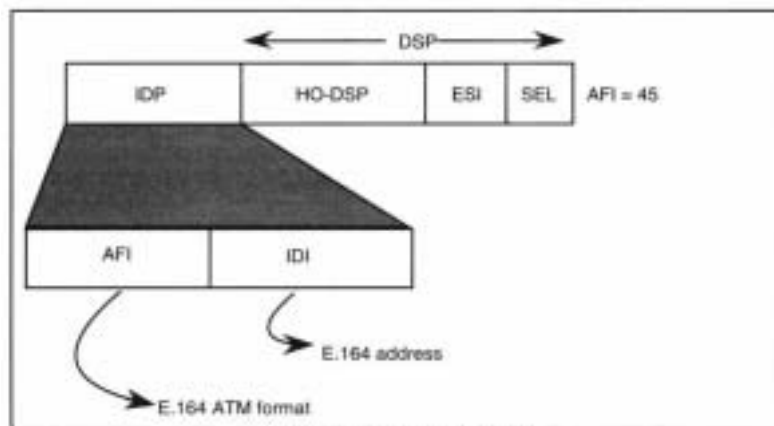 DSP
IDP HO-DSP ESI SEL AFI = 45
AFI IDI
E.164 address
E.164 ATM format